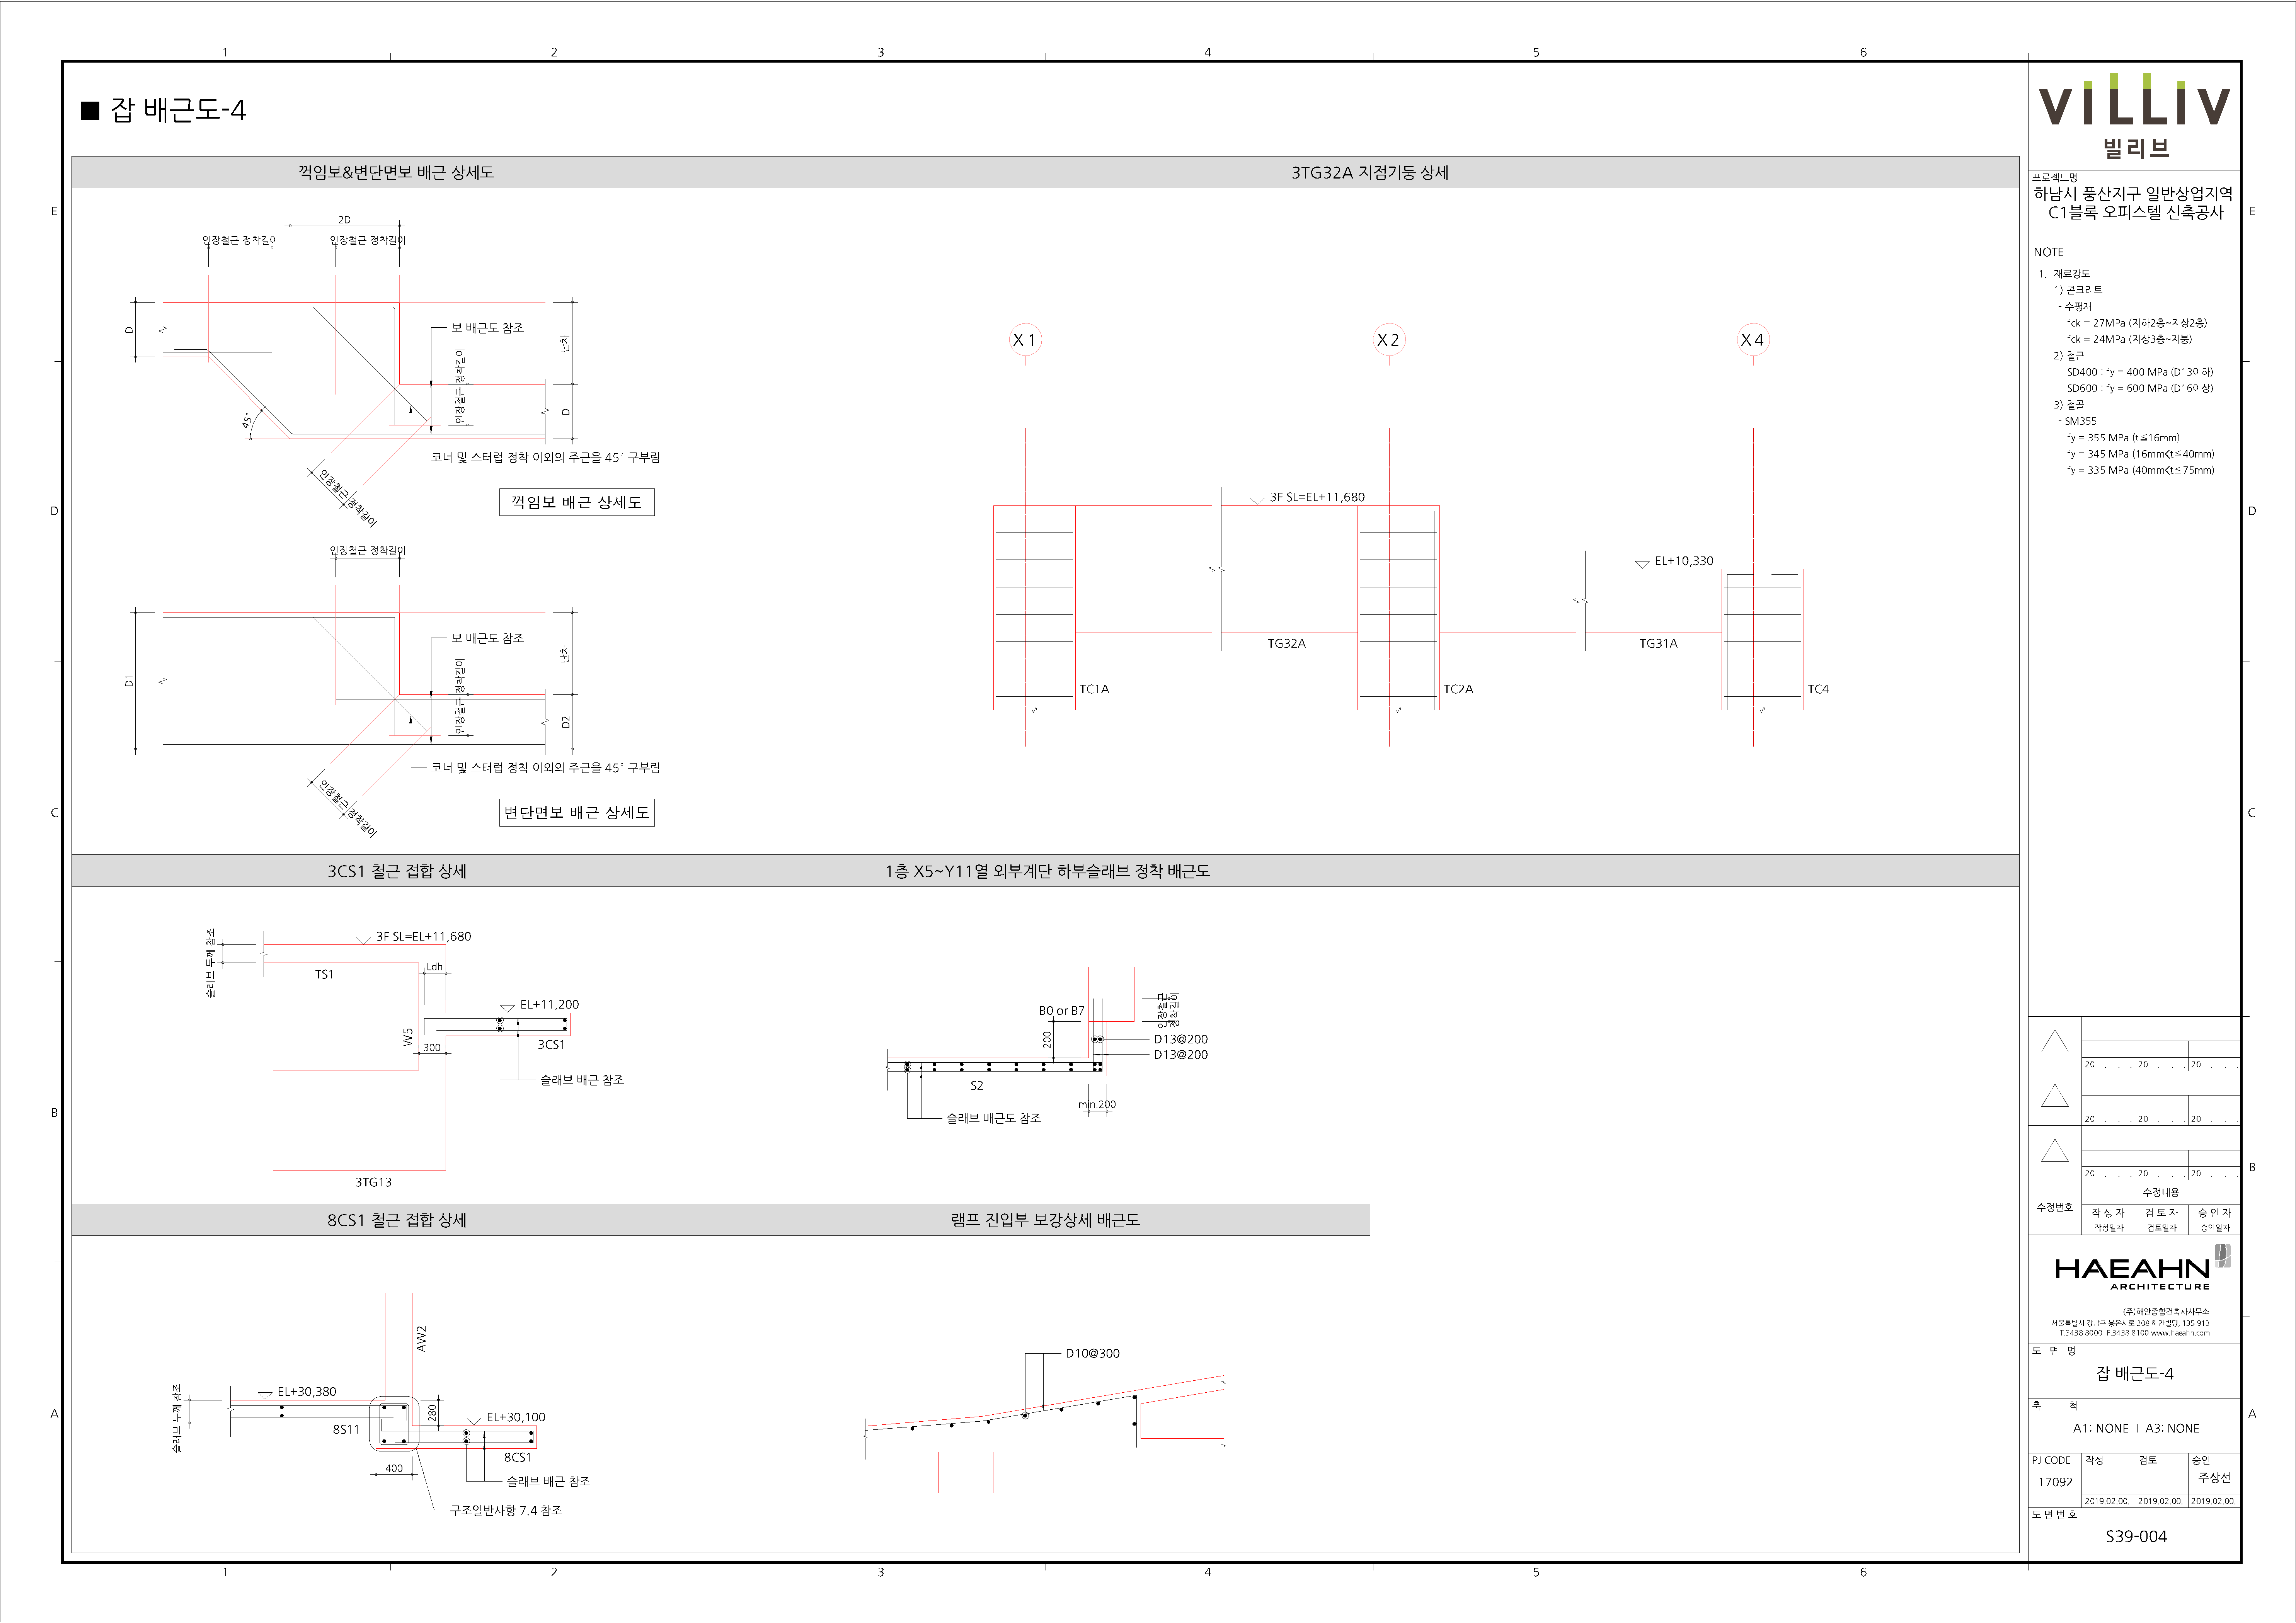 1 2 3 4 5 6
■ 잡 배근도-4
꺽임보&변단면보 배근 상세도
2D
인장철근 정착길이
인장철근 정착길이
D
보 배근도 참조
단차
인장철근 정착길이
D
45°
코너 및 스터럽 정착 이외의 주근을 45° 구부림
인장철근 정착길이
꺽임보 배근 상세도
인장철근 정착길이
D1
보 배근도 참조
단차
인장철근 정착길이
D2
코너 및 스터럽 정착 이외의 주근을 45° 구부림
인장철근 정착길이
변단면보 배근 상세도
3TG32A 지점기둥 상세
X1
X2
X4
3F SL=EL+11,680
EL+10,330
TG32A
TG31A
TC1A
TC2A
TC4
3CS1 철근 접합 상세
슬래브 두께 참조
3F SL=EL+11,680
TS1
Ldh
EL+11,200
W5
300
3CS1
슬래브 배근 참조
3TG13
1층 X5~Y11열 외부계단 하부슬래브 정착 배근도
B0 or B7
인장철근
정착길이
200
D13@200
D13@200
S2
min.200
슬래브 배근도 참조
8CS1 철근 접합 상세
AW2
슬래브 두께 참조
EL+30,380
280
EL+30,100
8S11
8CS1
400
슬래브 배근 참조
구조일반사항 7.4 참조
램프 진입부 보강상세 배근도
D10@300
VILLIV
빌리브
프로젝트명
하남시 풍산지구 일반상업지역
C1블록 오피스텔 신축공사
NOTE
1. 재료강도
1) 콘크리트
- 수평재
fck = 27MPa (지하2층~지상2층)
fck = 24MPa (지상3층~지붕)
2) 철근
SD400 : fy = 400 MPa (D13이하)
SD600 : fy = 600 MPa (D16이상)
3) 철골
- SM355
fy = 355 MPa (t≦16mm)
fy = 345 MPa (16mm<t≦40mm)
fy = 335 MPa (40mm<t≦75mm)
20 . . . 20 . . . 20 . . .
20 . . . 20 . . . 20 . . .
20 . . . 20 . . . 20 . . .
수정번호
수정내용
작 성 자 검 토 자 승 인 자
작성일자 검토일자 승인일자
HAEAHN
ARCHITECTURE
(주)해안종합건축사사무소
서울특별시 강남구 봉은사로 208 해안빌딩, 135-913
T.3438 8000 F.3438 8100 www.haeahn.com
도 면 명
잡 배근도-4
축 척
A1: NONE I A3: NONE
PJ CODE 작성 검토 승인
17092 주상선
2019.02.00. 2019.02.00. 2019.02.00.
도 면 번 호
S39-004
E
D
C
B
A
E
D
C
B
A
1 2 3 4 5 6